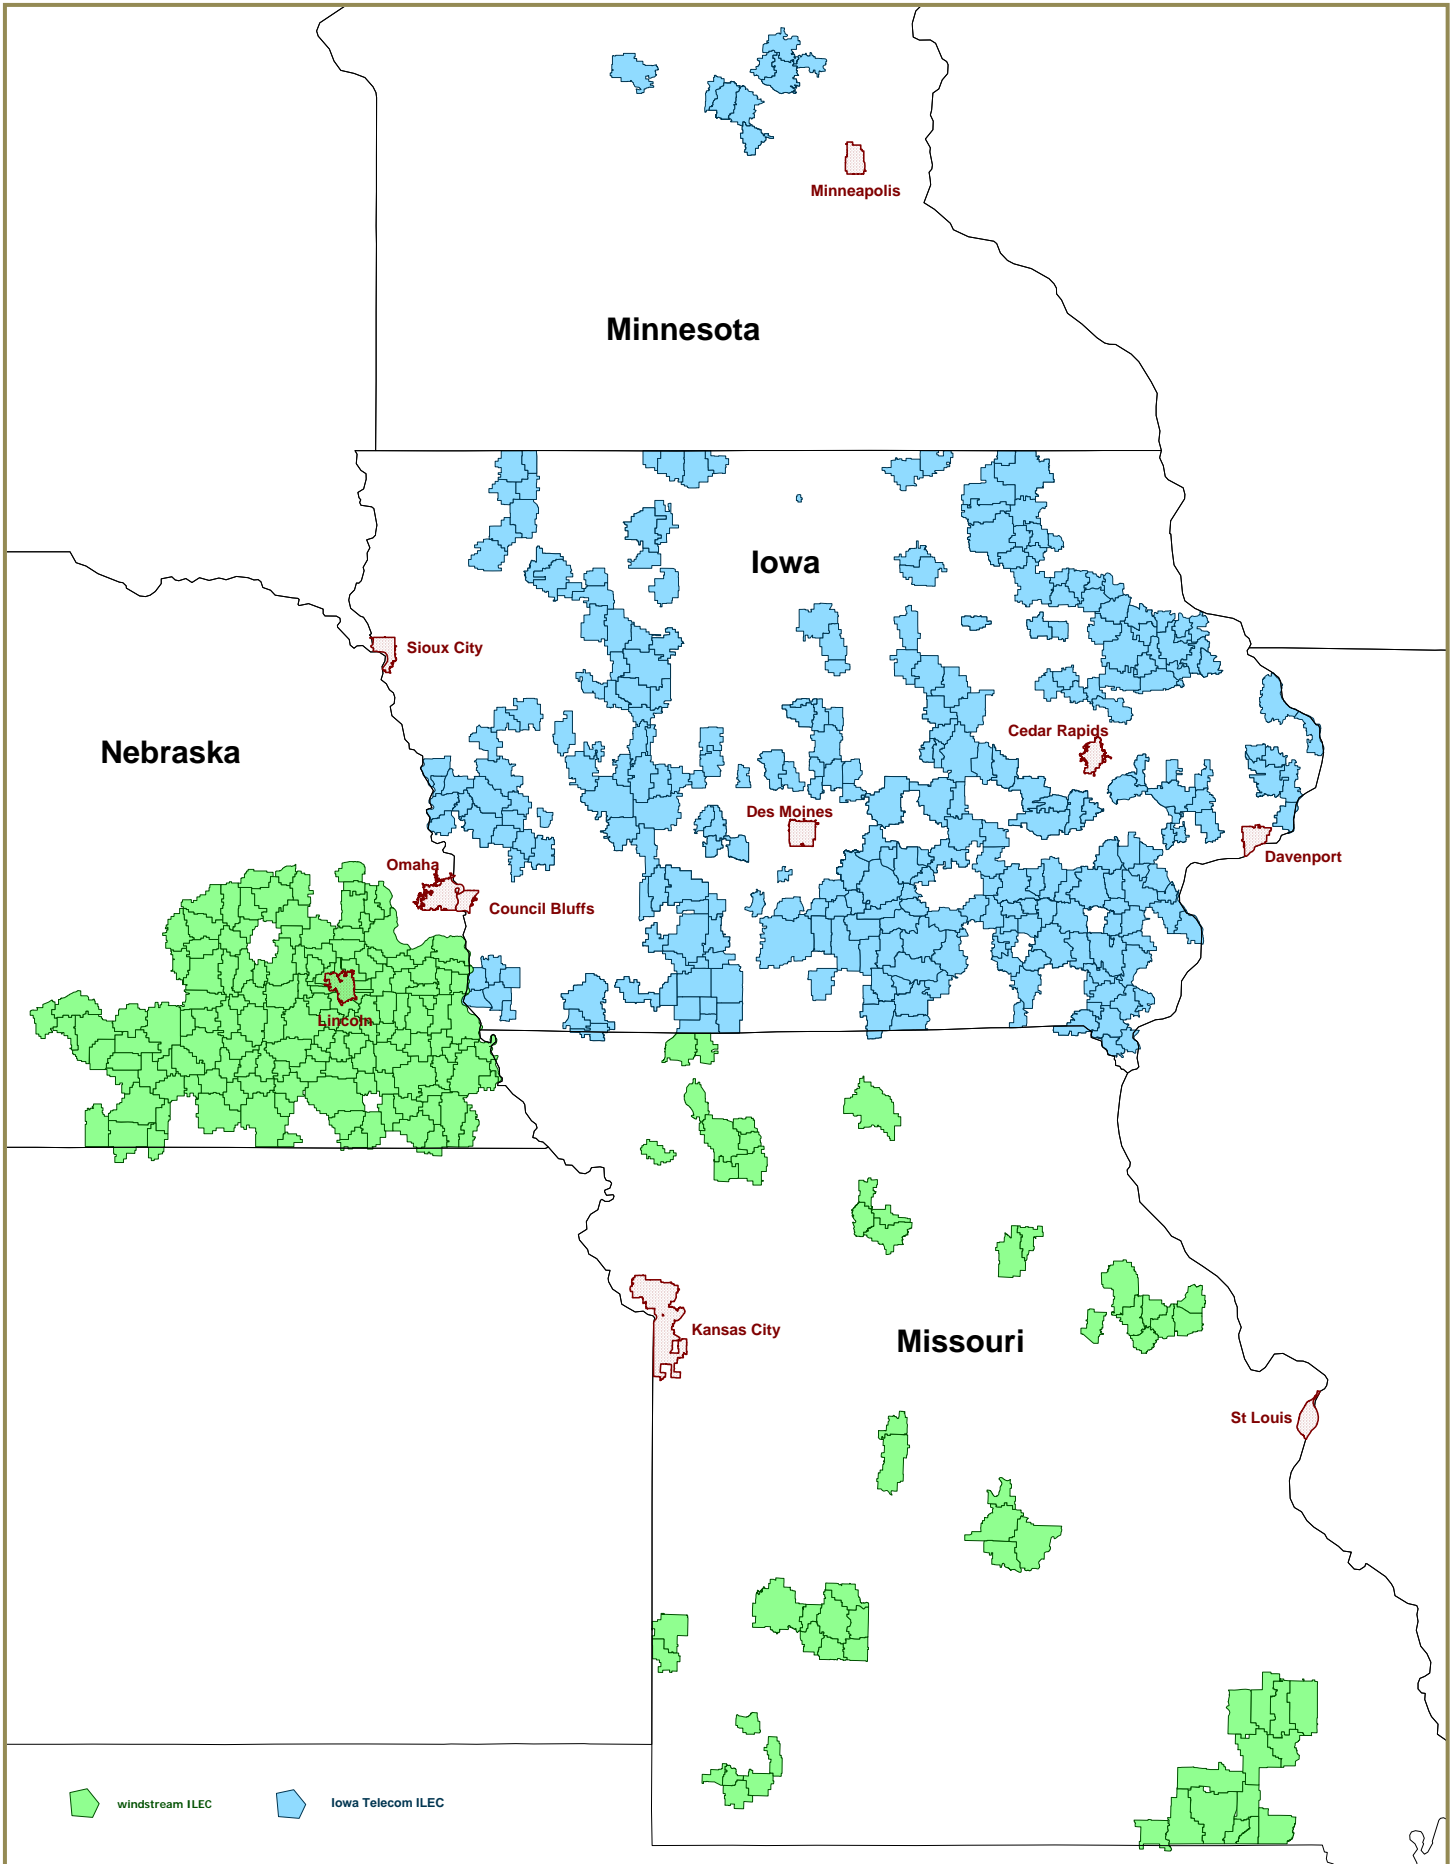 Minneapolis
Minnesota
Iowa
Sioux City
Cedar Rapids
Nebraska
Des Moines
Davenport
Omaha
Council Bluffs
Lincoln
Kansas City
Missouri
St Louis
windstream ILEC
Iowa Telecom ILEC